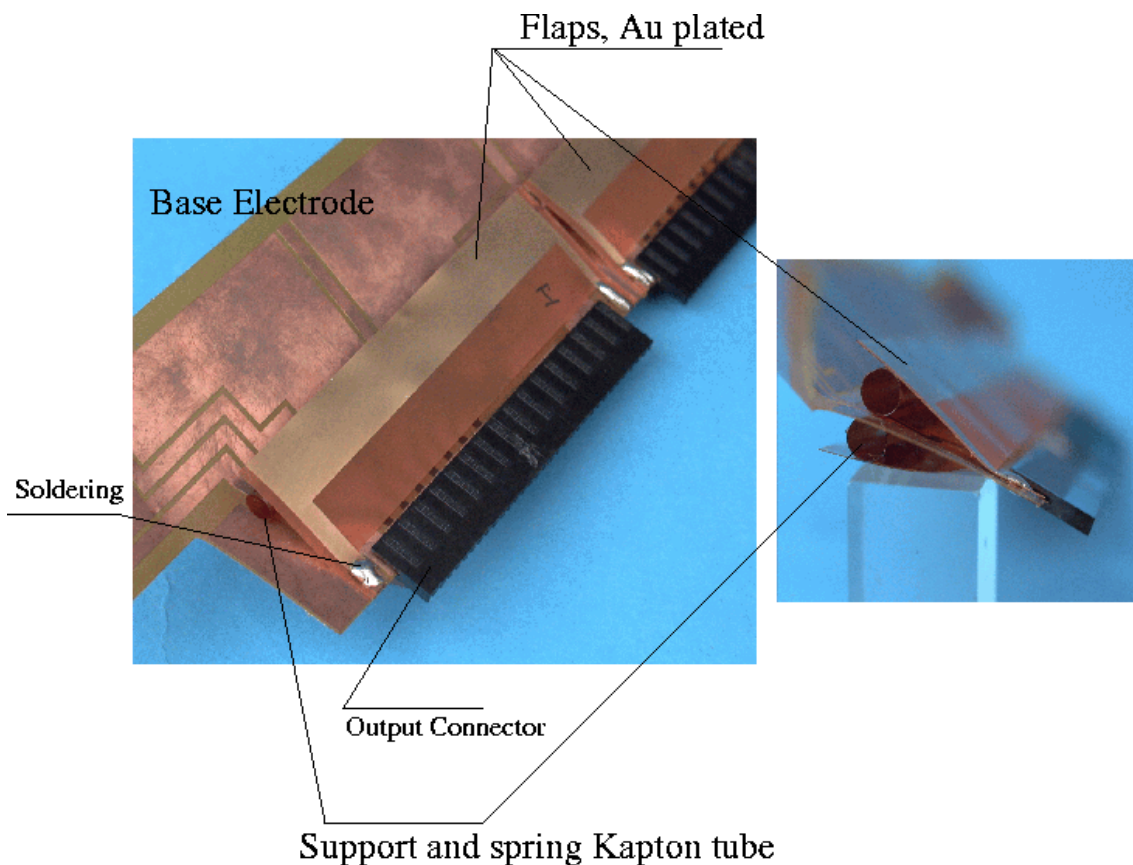 Flaps, Au plated
Base Electrode
Soldering
Output Connector
Support and spring Kapton tube